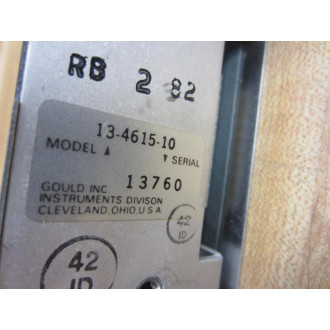 RB 2 82
13-4615-10
MODEL ▲ ▼ SERIAL
13760
GOULD INC
INSTRUMENTS DIVISON
CLEVELAND, OHIO, U.S.A
42
ID
42
ID